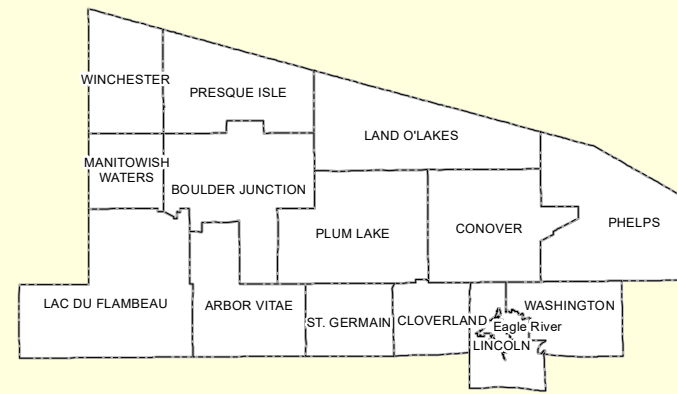 WINCHESTER
PRESQUE ISLE
LAND O'LAKES
MANITOWISH
WATERS
BOULDER JUNCTION
PLUM LAKE
CONOVER
PHELPS
LAC DU FLAMBEAU
ARBOR VITAE
ST. GERMAIN
CLOVERLAND
WASHINGTON
Eagle River
LINCOLN